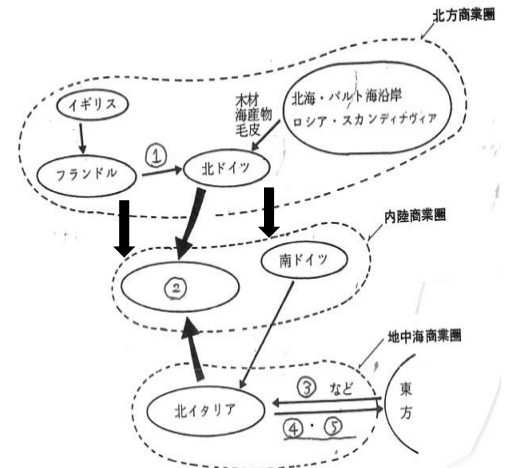 北方商業圏
イギリス
木材
海産物
毛皮
北海・バルト海沿岸
ロシア・スカンディナヴィア
①
フランドル
北ドイツ
内陸商業圏
南ドイツ
②
地中海商業圏
③ など
東方
北イタリア
④・⑤